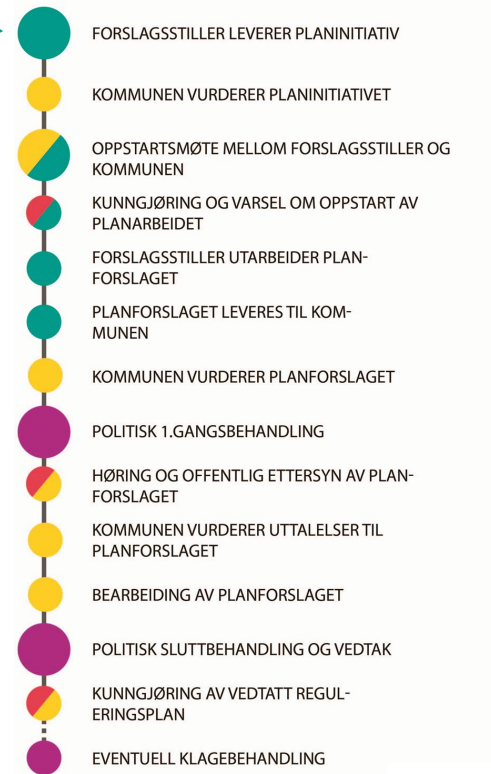 FORSLAGSSTILLER LEVERER PLANINITIATIV
KOMMUNEN VURDERER PLANINITIATIVET
OPPSTARTSMØTE MELLOM FORSLAGSSTILLER OG
KOMMUNEN
KUNNGJØRING OG VARSEL OM OPPSTART AV
PLANARBEIDET
FORSLAGSSTILLER UTARBEIDER PLAN-
FORSLAGET
PLANFORSLAGET LEVERES TIL KOM-
MUNEN
KOMMUNEN VURDERER PLANFORSLAGET
POLITISK 1.GANGSBEHANDLING
HØRING OG OFFENTLIG ETTERSYN AV PLAN-
FORSLAGET
KOMMUNEN VURDERER UTTALELSER TIL
PLANFORSLAGET
BEARBEIDING AV PLANFORSLAGET
POLITISK SLUTTBEHANDLING OG VEDTAK
KUNNGJØRING AV VEDTATT REGUL-
ERINGSPLAN
EVENTUELL KLAGEBEHANDLING